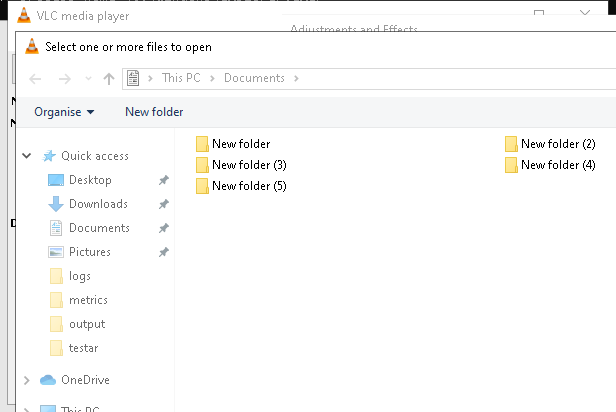 VLC media player
Adjustments and Effects
Select one or more files to open
This PC > Documents >
Organise New folder
New folder New folder (2)
New folder (3) New folder (4)
New folder (5)
Quick access
Desktop
Downloads
Documents
Pictures
logs
metrics
output
testar
OneDrive
This PC